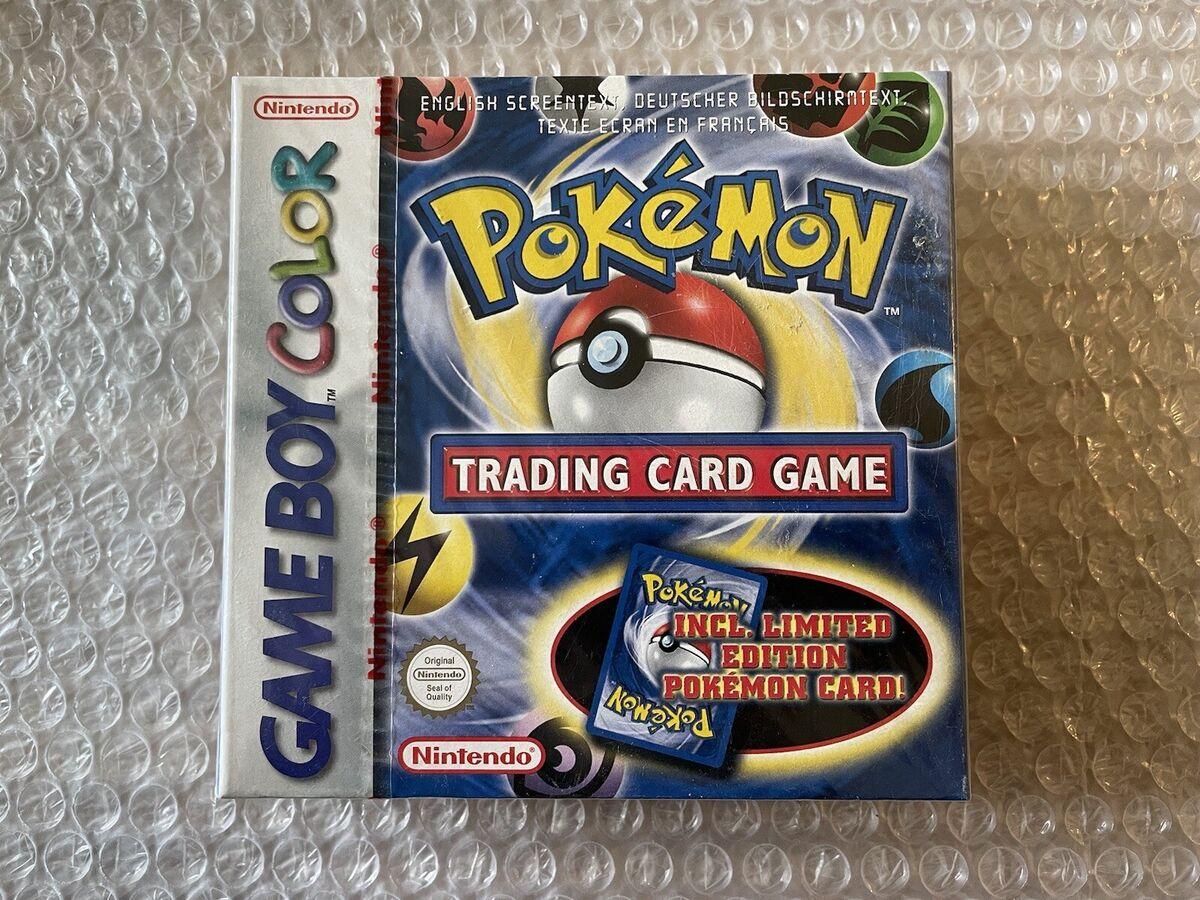 Nintendo®
GAME BOY COLOR™
Nintendo®
Nintendo®
ENGLISH SCREENTEXT, DEUTSCHER BILDSCHIRMTEXT,
TEXTE ECRAN EN FRANÇAIS
POKéMON™
TRADING CARD GAME
POKéMON
INCL. LIMITED
EDITION
POKÉMON CARD!
POKéMON
Original
Nintendo
Seal of
Quality
Nintendo®